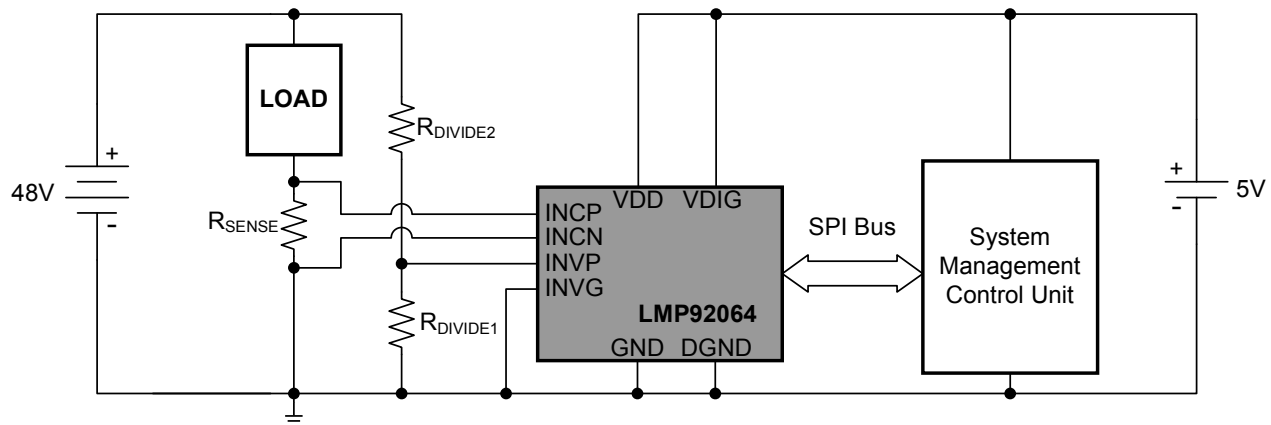 LOAD
+
48V
-
RDIVIDE2
RSENSE
RDIVIDE1
VDD VDIG
INCP
INCN
INVP
INVG
LMP92064
GND DGND
SPI Bus
System
Management
Control Unit
+
5V
-